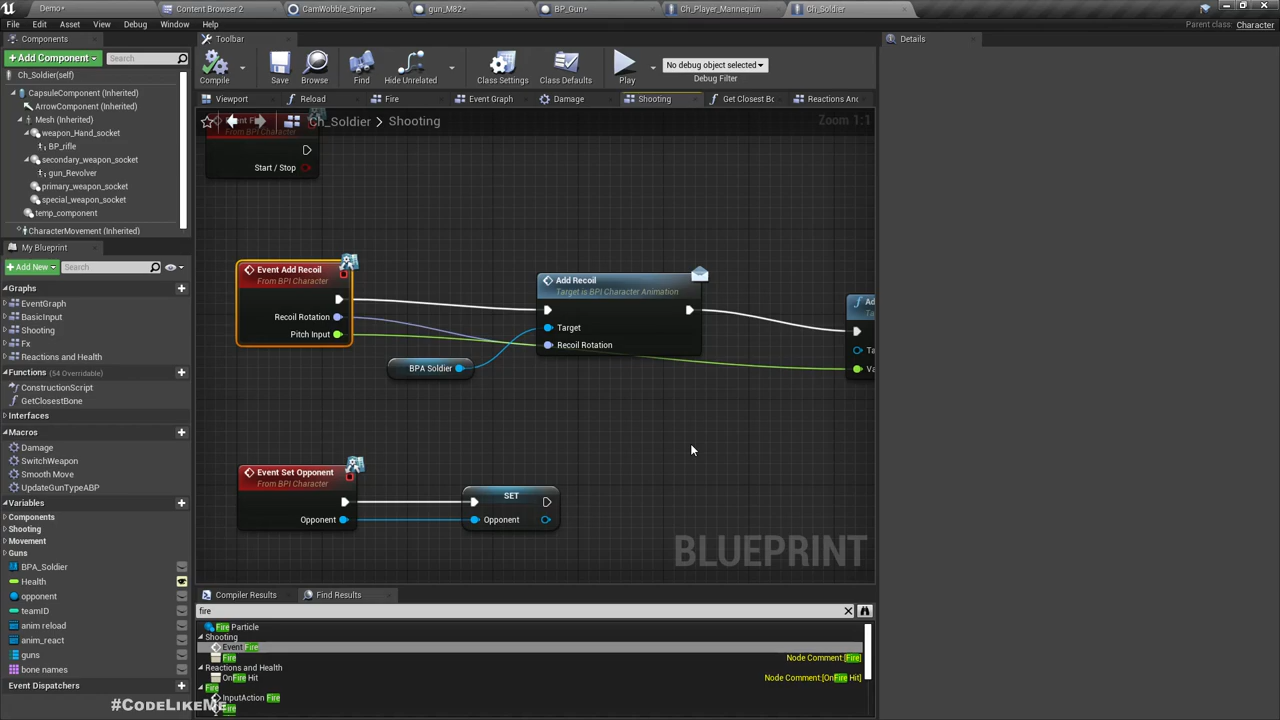 Demo*
Content Browser 2
CamWobble_Sniper*
gun_M82*
BP_Gun*
Ch_Player_Mannequin
Ch_Soldier
File Edit Asset View Debug Window Help
Parent class: Character
Components
Toolbar
Details
+Add Component
Search
Ch_Soldier(self)
CapsuleComponent (Inherited)
ArrowComponent (Inherited)
Mesh (Inherited)
weapon_Hand_socket
BP_rifle
secondary_weapon_socket
gun_Revolver
primary_weapon_socket
special_weapon_socket
temp_component
CharacterMovement (Inherited)
Compile
Save
Browse
Find
Hide Unrelated
Class Settings
Class Defaults
Play
No debug object selected
Debug Filter
Viewport
Reload
Fire
Event Graph
Damage
Shooting
Get Closest Bc
Reactions Anc
Ch_Soldier > Shooting
Zoom 1:1
From BPI Character
Start / Stop
Event Add Recoil
From BPI Character
Recoil Rotation
Pitch Input
BPA Soldier
Add Recoil
Target is BPI Character Animation
Target
Recoil Rotation
Event Set Opponent
From BPI Character
Opponent
SET
Opponent
BLUEPRINT
My Blueprint
+Add New
Search
Graphs
EventGraph
BasicInput
Shooting
Fx
Reactions and Health
Functions (54 Overridable)
ConstructionScript
GetClosestBone
Interfaces
Macros
Damage
SwitchWeapon
Smooth Move
UpdateGunTypeABP
Variables
Components
Shooting
Movement
Guns
BPA_Soldier
Health
opponent
teamID
anim reload
anim_react
guns
bone names
Event Dispatchers
Compiler Results
Find Results
fire
Fire Particle
Shooting
Event Fire
Fire
Node Comment:[Fire]
Reactions and Health
OnFire Hit
Node Comment:[OnFire Hit]
Fire
InputAction Fire
Fire
#CodeLikeMe